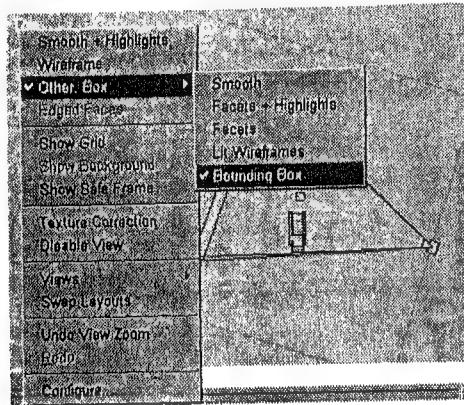 Smooth + Highlights
Wireframe
Other: Box
Edged Faces
Show Grid
Show Background
Show Safe Frame
Texture Correction
Disable View
Views
Swap Layouts
Undo View Zoom
Redo
Configure...
Smooth
Facets + Highlights
Facets
Lit Wireframes
Bounding Box